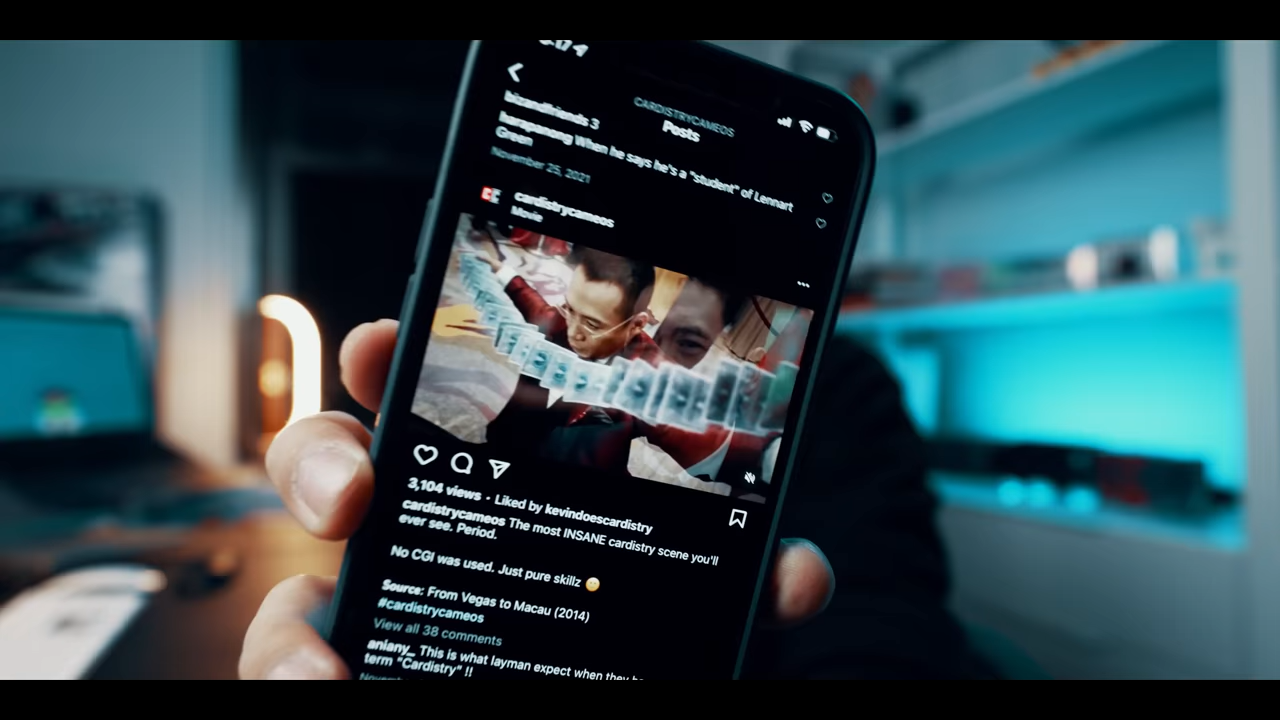 CARDISTRYCAMEOS
Posts
bizandfriends 3
hungamong When he says he's a "student" of Lennart
Green
November 25, 2021
cardistrycameos
Movie
3,104 views · Liked by kevindoescardistry
cardistrycameos The most INSANE cardistry scene you'll
ever see. Period.
No CGI was used. Just pure skillz 🙂
Source: From Vegas to Macau (2014)
#cardistrycameos
View all 38 comments
aniany_ This is what layman expect when they
term "Cardistry" !!